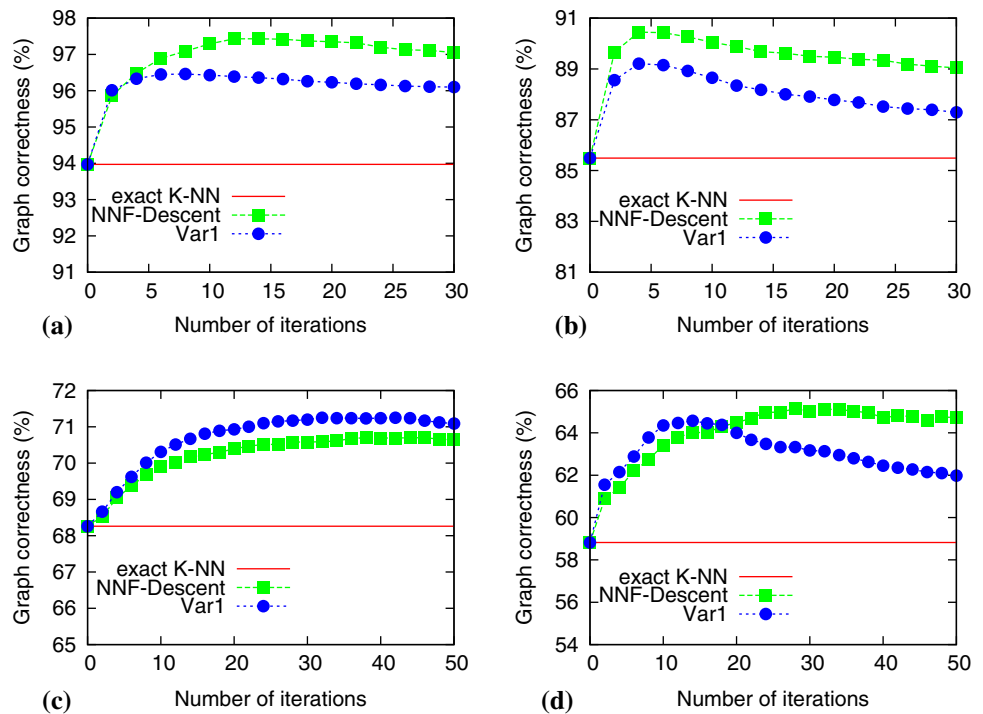 98
97
96
95
94
93
92
91
Graph correctness (%)
exact K-NN
NNF-Descent
Var1
0 5 10 15 20 25 30
(a) Number of iterations
91
89
87
85
83
81
Graph correctness (%)
exact K-NN
NNF-Descent
Var1
0 5 10 15 20 25 30
(b) Number of iterations
72
71
70
69
68
67
66
65
Graph correctness (%)
exact K-NN
NNF-Descent
Var1
0 10 20 30 40 50
(c) Number of iterations
66
64
62
60
58
56
54
Graph correctness (%)
exact K-NN
NNF-Descent
Var1
0 10 20 30 40 50
(d) Number of iterations